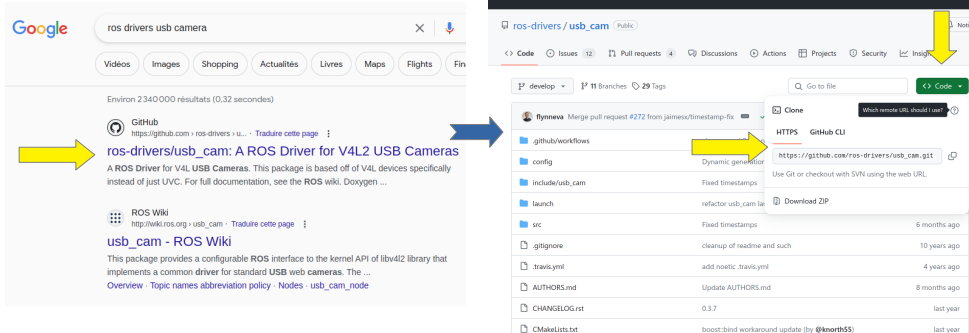 Google
ros drivers usb camera
Vidéos
Images
Shopping
Actualités
Livres
Maps
Flights
Environ 2 340 000 résultats (0,32 secondes)
GitHub
https://github.com › ros-drivers › u... · Traduire cette page
ros-drivers/usb_cam: A ROS Driver for V4L2 USB Cameras
A ROS Driver for V4L USB Cameras. This package is based off of V4L devices specifically
instead of just UVC. For full documentation, see the ROS wiki. Doxygen ...
ROS Wiki
http://wiki.ros.org › usb_cam · Traduire cette page
usb_cam - ROS Wiki
This package provides a configurable ROS interface to the kernel API of libv4l2 library that
implements a common driver for standard USB web cameras. The ...
Overview · Topic names abbreviation policy · Nodes · usb_cam_node
ros-drivers / usb_cam Public
<> Code
Issues 12
Pull requests 4
Discussions
Actions
Projects
Security
develop
11 Branches
29 Tags
Go to file
<> Code
flynneva Merge pull request #272 from jaimesx/timestamp-fix
Clone
Which remote URL should I use?
HTTPS
GitHub CLI
https://github.com/ros-drivers/usb_cam.git
Use Git or checkout with SVN using the web URL.
Download ZIP
.github/workflows
config Dynamic generation
include/usb_cam Fixed timestamps
launch refactor usb_cam
src Fixed timestamps 6 months ago
.gitignore cleanup of readme and such 10 years ago
.travis.yml add noetic .travis.yml 4 years ago
AUTHORS.md Update AUTHORS.md 8 months ago
CHANGELOG.rst 0.3.7 last year
CMakeLists.txt boost::bind workaround update (by @knorth55) last year